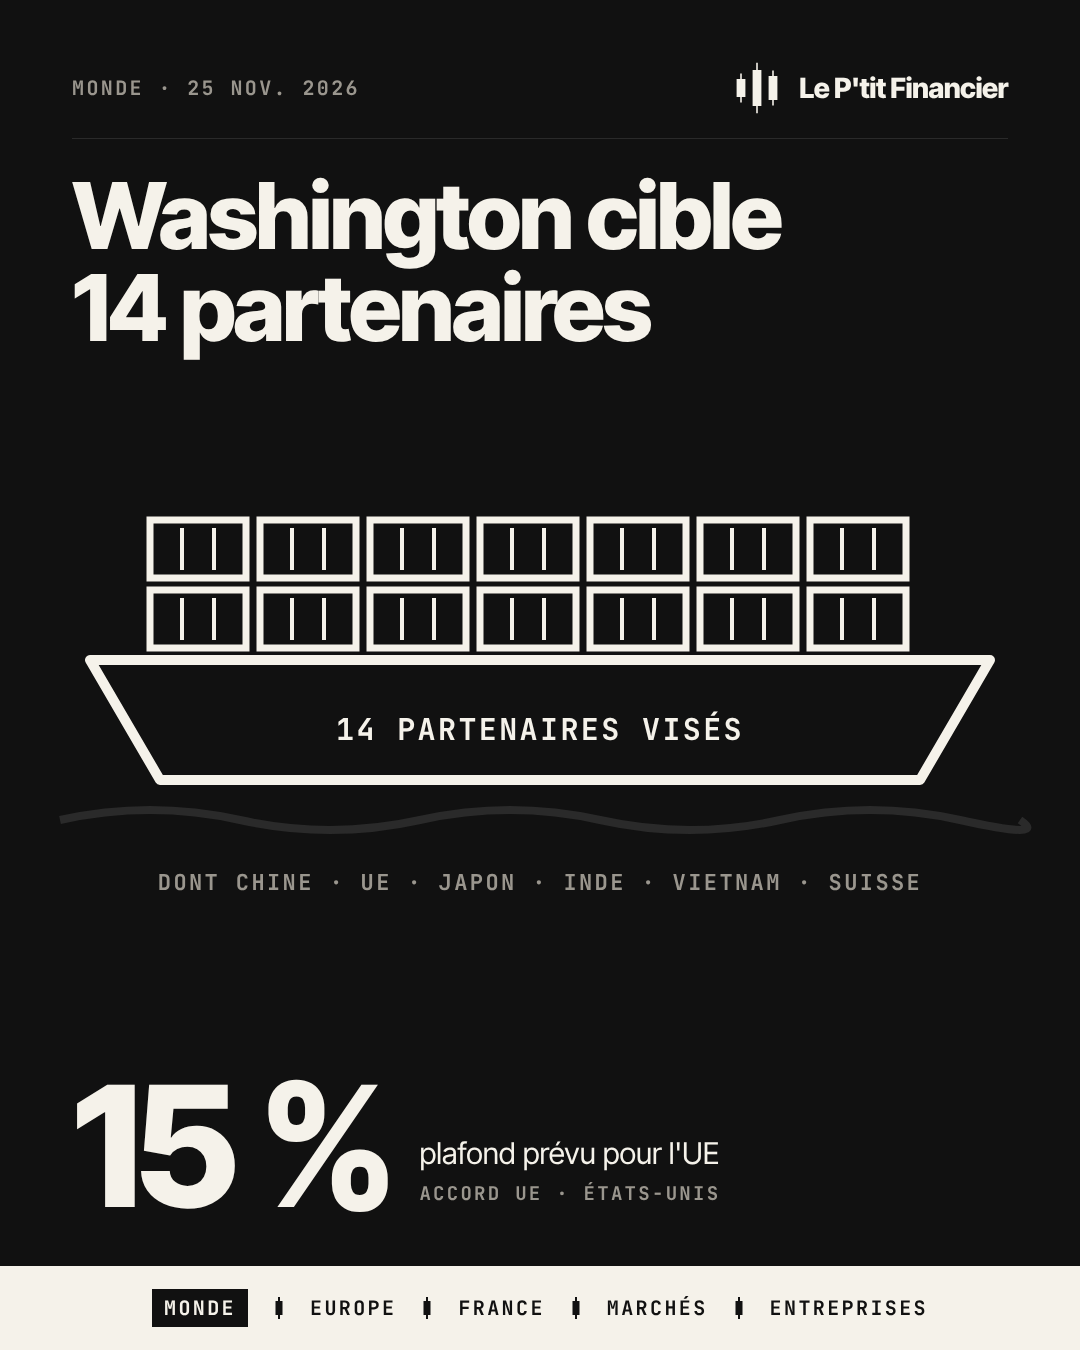 MONDE · 25 NOV. 2026
Le P'tit Financier
Washington cible
14 partenaires
14 PARTENAIRES VISÉS
DONT CHINE · UE · JAPON · INDE · VIETNAM · SUISSE
15 %
plafond prévu pour l'UE
ACCORD UE · ÉTATS-UNIS
MONDE EUROPE FRANCE MARCHÉS ENTREPRISES